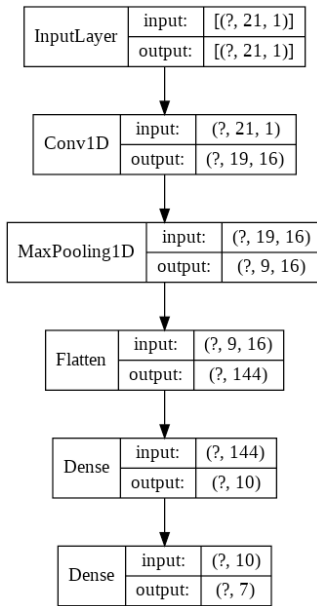 InputLayer input: [(?, 21, 1)]
output: [(?, 21, 1)]
Conv1D input: (?, 21, 1)
output: (?, 19, 16)
MaxPooling1D input: (?, 19, 16)
output: (?, 9, 16)
Flatten input: (?, 9, 16)
output: (?, 144)
Dense input: (?, 144)
output: (?, 10)
Dense input: (?, 10)
output: (?, 7)